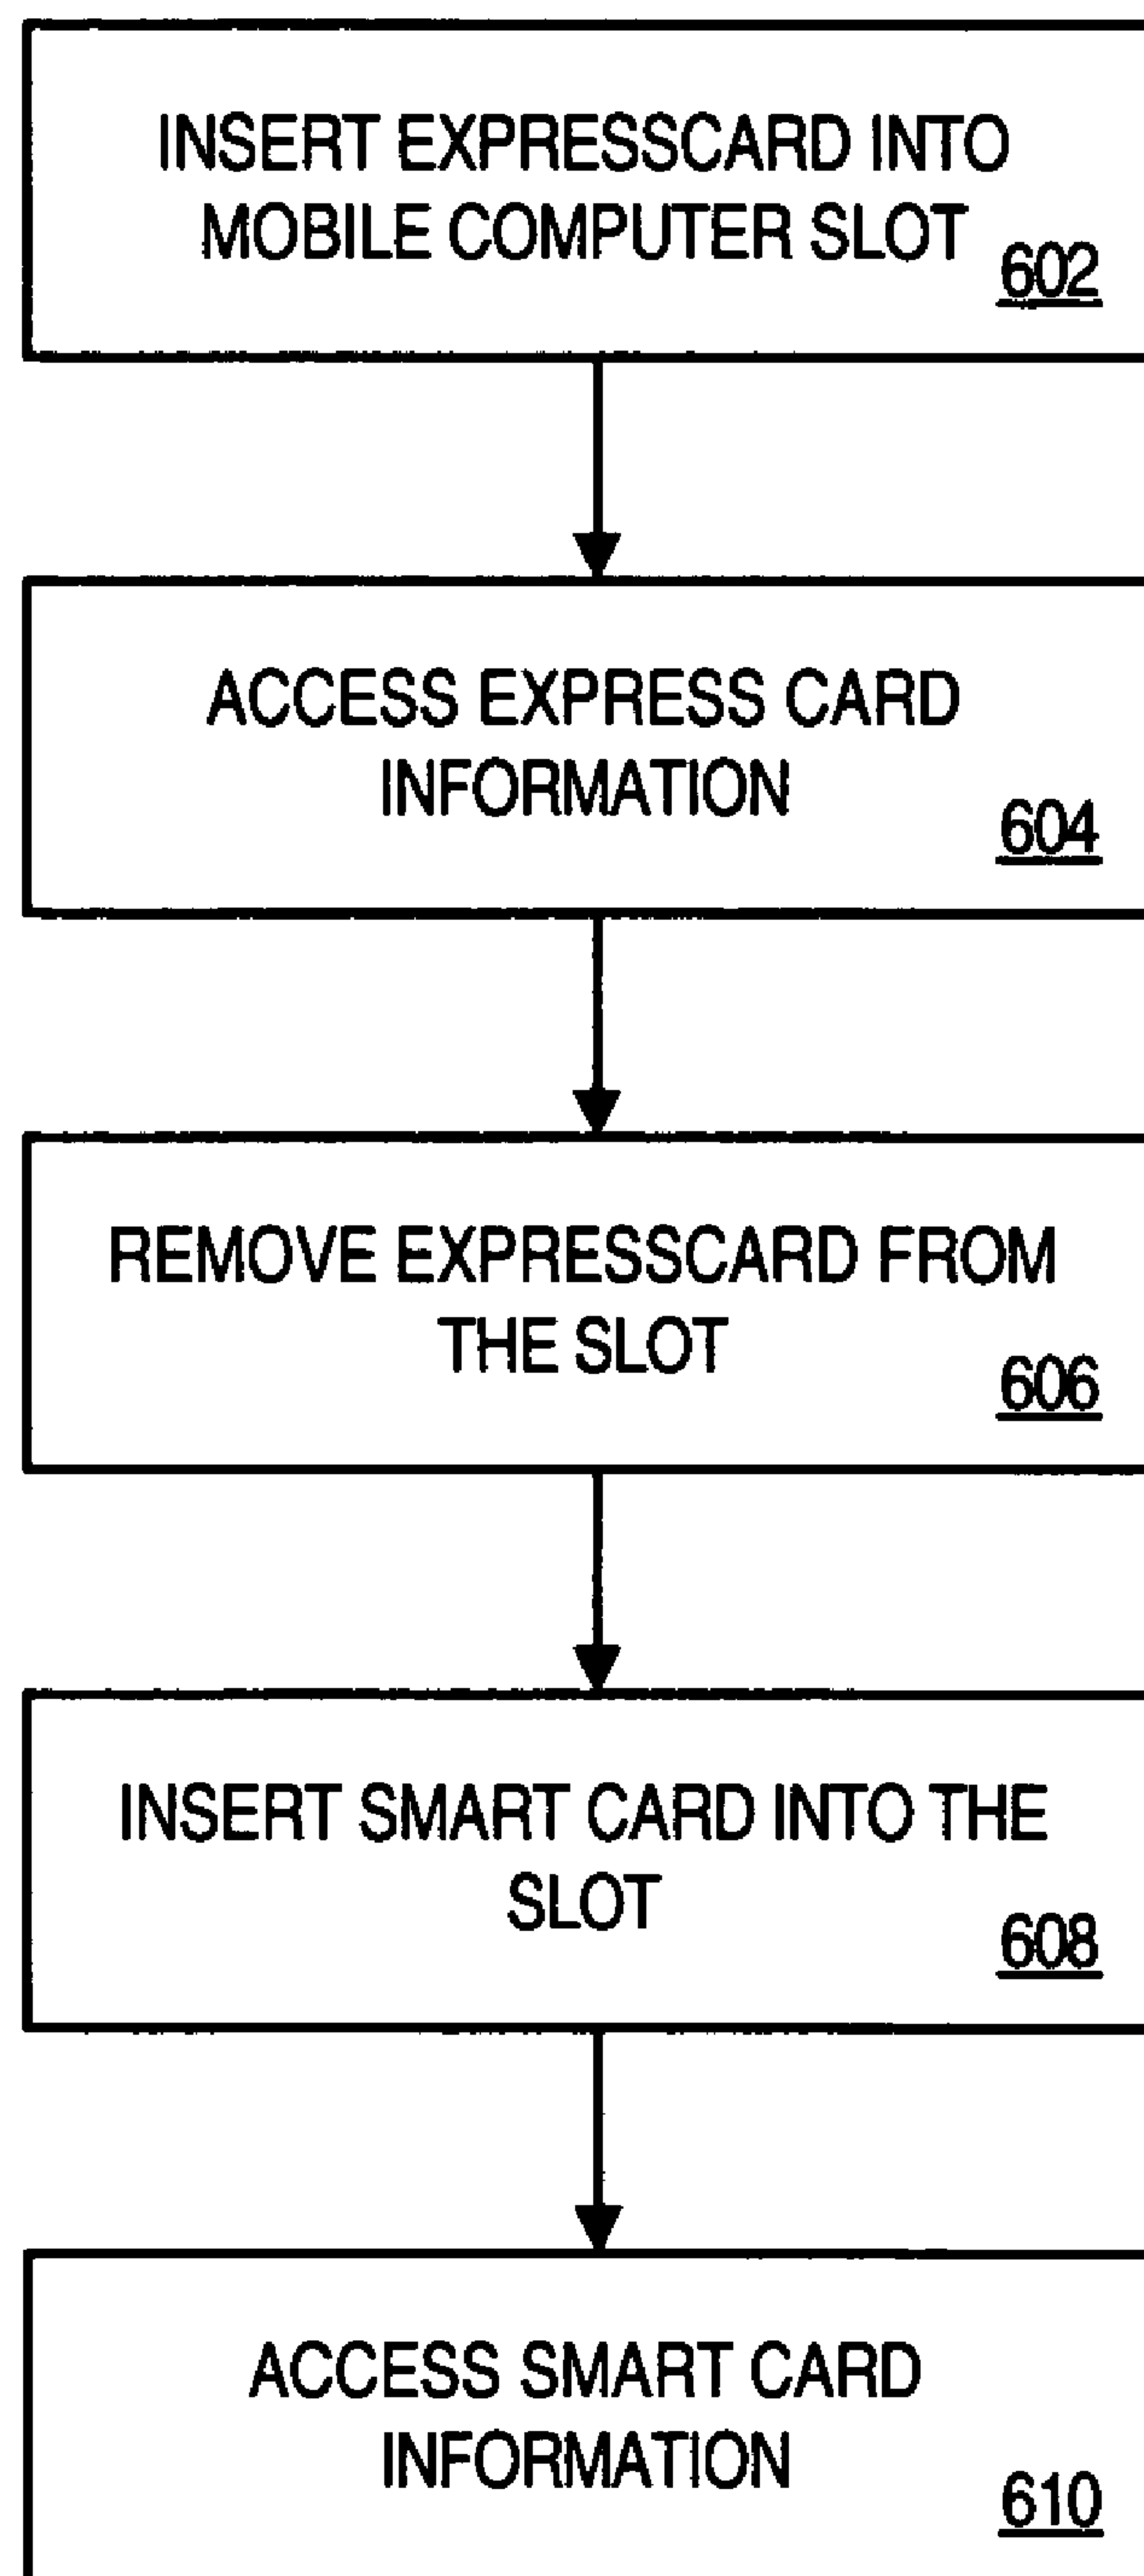 INSERT EXPRESSCARD INTO
MOBILE COMPUTER SLOT
602
ACCESS EXPRESS CARD
INFORMATION
604
REMOVE EXPRESSCARD FROM
THE SLOT
606
INSERT SMART CARD INTO THE
SLOT
608
ACCESS SMART CARD
INFORMATION
610